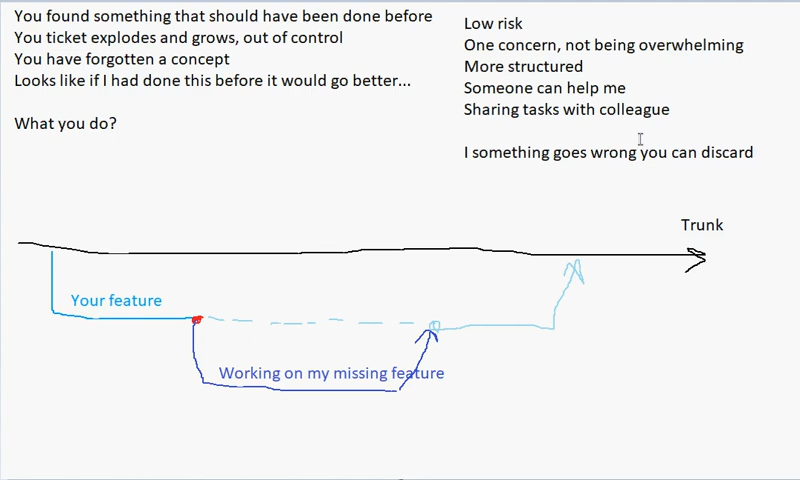 You found something that should have been done before
You ticket explodes and grows, out of control
You have forgotten a concept
Looks like if I had done this before it would go better...
What you do?
Low risk
One concern, not being overwhelming
More structured
Someone can help me
Sharing tasks with colleague
I something goes wrong you can discard
Trunk
Your feature
Working on my missing feature